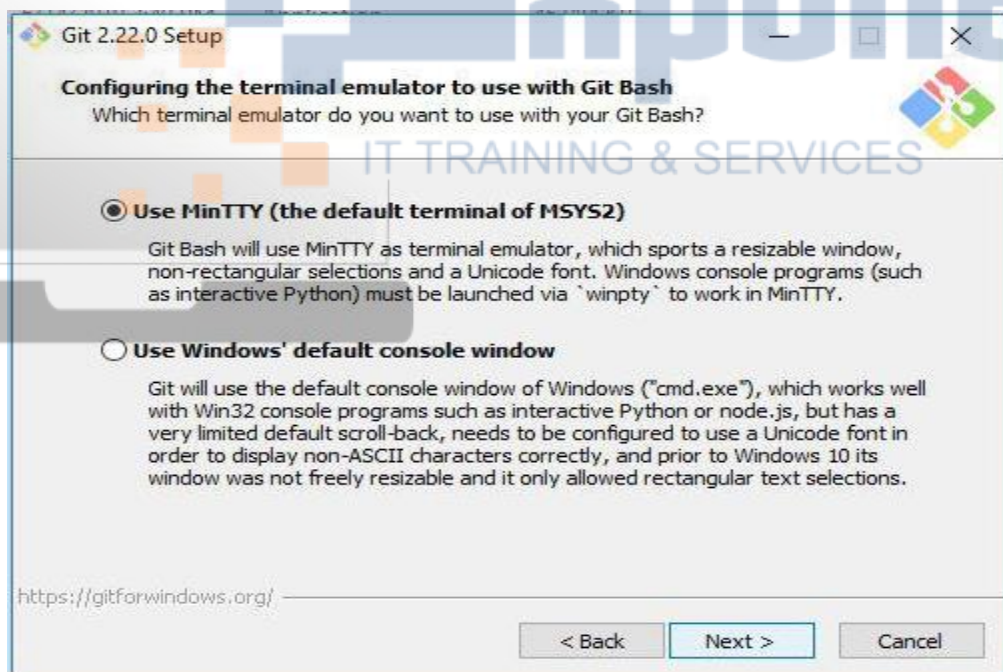 Git 2.22.0 Setup
Configuring the terminal emulator to use with Git Bash
Which terminal emulator do you want to use with your Git Bash?
IT TRAINING & SERVICES
Use MinTTY (the default terminal of MSYS2)
Git Bash will use MinTTY as terminal emulator, which sports a resizable window,
non-rectangular selections and a Unicode font. Windows console programs (such
as interactive Python) must be launched via `winpty` to work in MinTTY.
Use Windows' default console window
Git will use the default console window of Windows ("cmd.exe"), which works well
with Win32 console programs such as interactive Python or node.js, but has a
very limited default scroll-back, needs to be configured to use a Unicode font in
order to display non-ASCII characters correctly, and prior to Windows 10 its
window was not freely resizable and it only allowed rectangular text selections.
https://gitforwindows.org/
< Back
Next >
Cancel